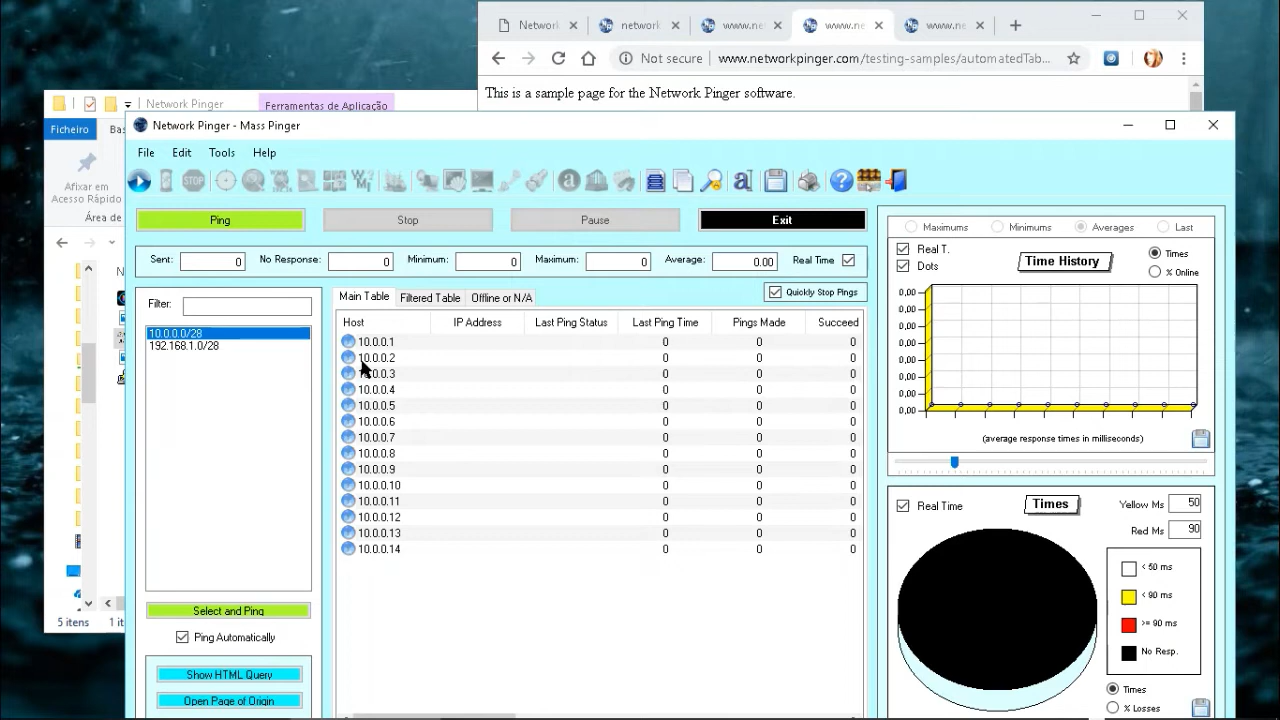 Network
network
www.ne
www.ne
www.ne
Not secure
www.networkpinger.com/testing-samples/automatedTab...
This is a sample page for the Network Pinger software.
Network Pinger
Ferramentas de Aplicação
Ficheiro
Bas
Afixar em
Acesso Rápido
Área de
5 itens
1 it
Network Pinger - Mass Pinger
File Edit Tools Help
Ping Stop Pause Exit
Sent: 0 No Response: 0 Minimum: 0 Maximum: 0 Average: 0.00 Real Time
Filter:
10.0.0.0/28
192.168.1.0/28
Select and Ping
Ping Automatically
Show HTML Query
Open Page of Origin
Main Table Filtered Table Offline or N/A
Quickly Stop Pings
Host IP Address Last Ping Status Last Ping Time Pings Made Succeed
10.0.0.1 0 0 0
10.0.0.2 0 0 0
10.0.0.3 0 0 0
10.0.0.4 0 0 0
10.0.0.5 0 0 0
10.0.0.6 0 0 0
10.0.0.7 0 0 0
10.0.0.8 0 0 0
10.0.0.9 0 0 0
10.0.0.10 0 0 0
10.0.0.11 0 0 0
10.0.0.12 0 0 0
10.0.0.13 0 0 0
10.0.0.14 0 0 0
Maximums Minimums Averages Last
Real T.
Dots
Time History
Times
% Online
0,00
0,00
0,00
0,00
0,00
0,00
0,00
0,00
(average response times in milliseconds)
Real Time
Times
Yellow Ms 50
Red Ms 90
< 50 ms
< 90 ms
>= 90 ms
No Resp.
Times
% Losses